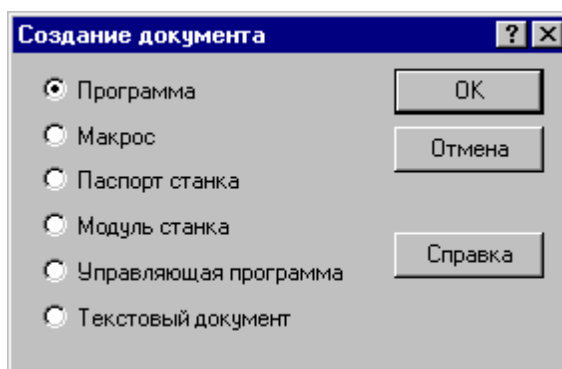 Создание документа
Программа
Макрос
Паспорт станка
Модуль станка
Управляющая программа
Текстовый документ
OK
Отмена
Справка